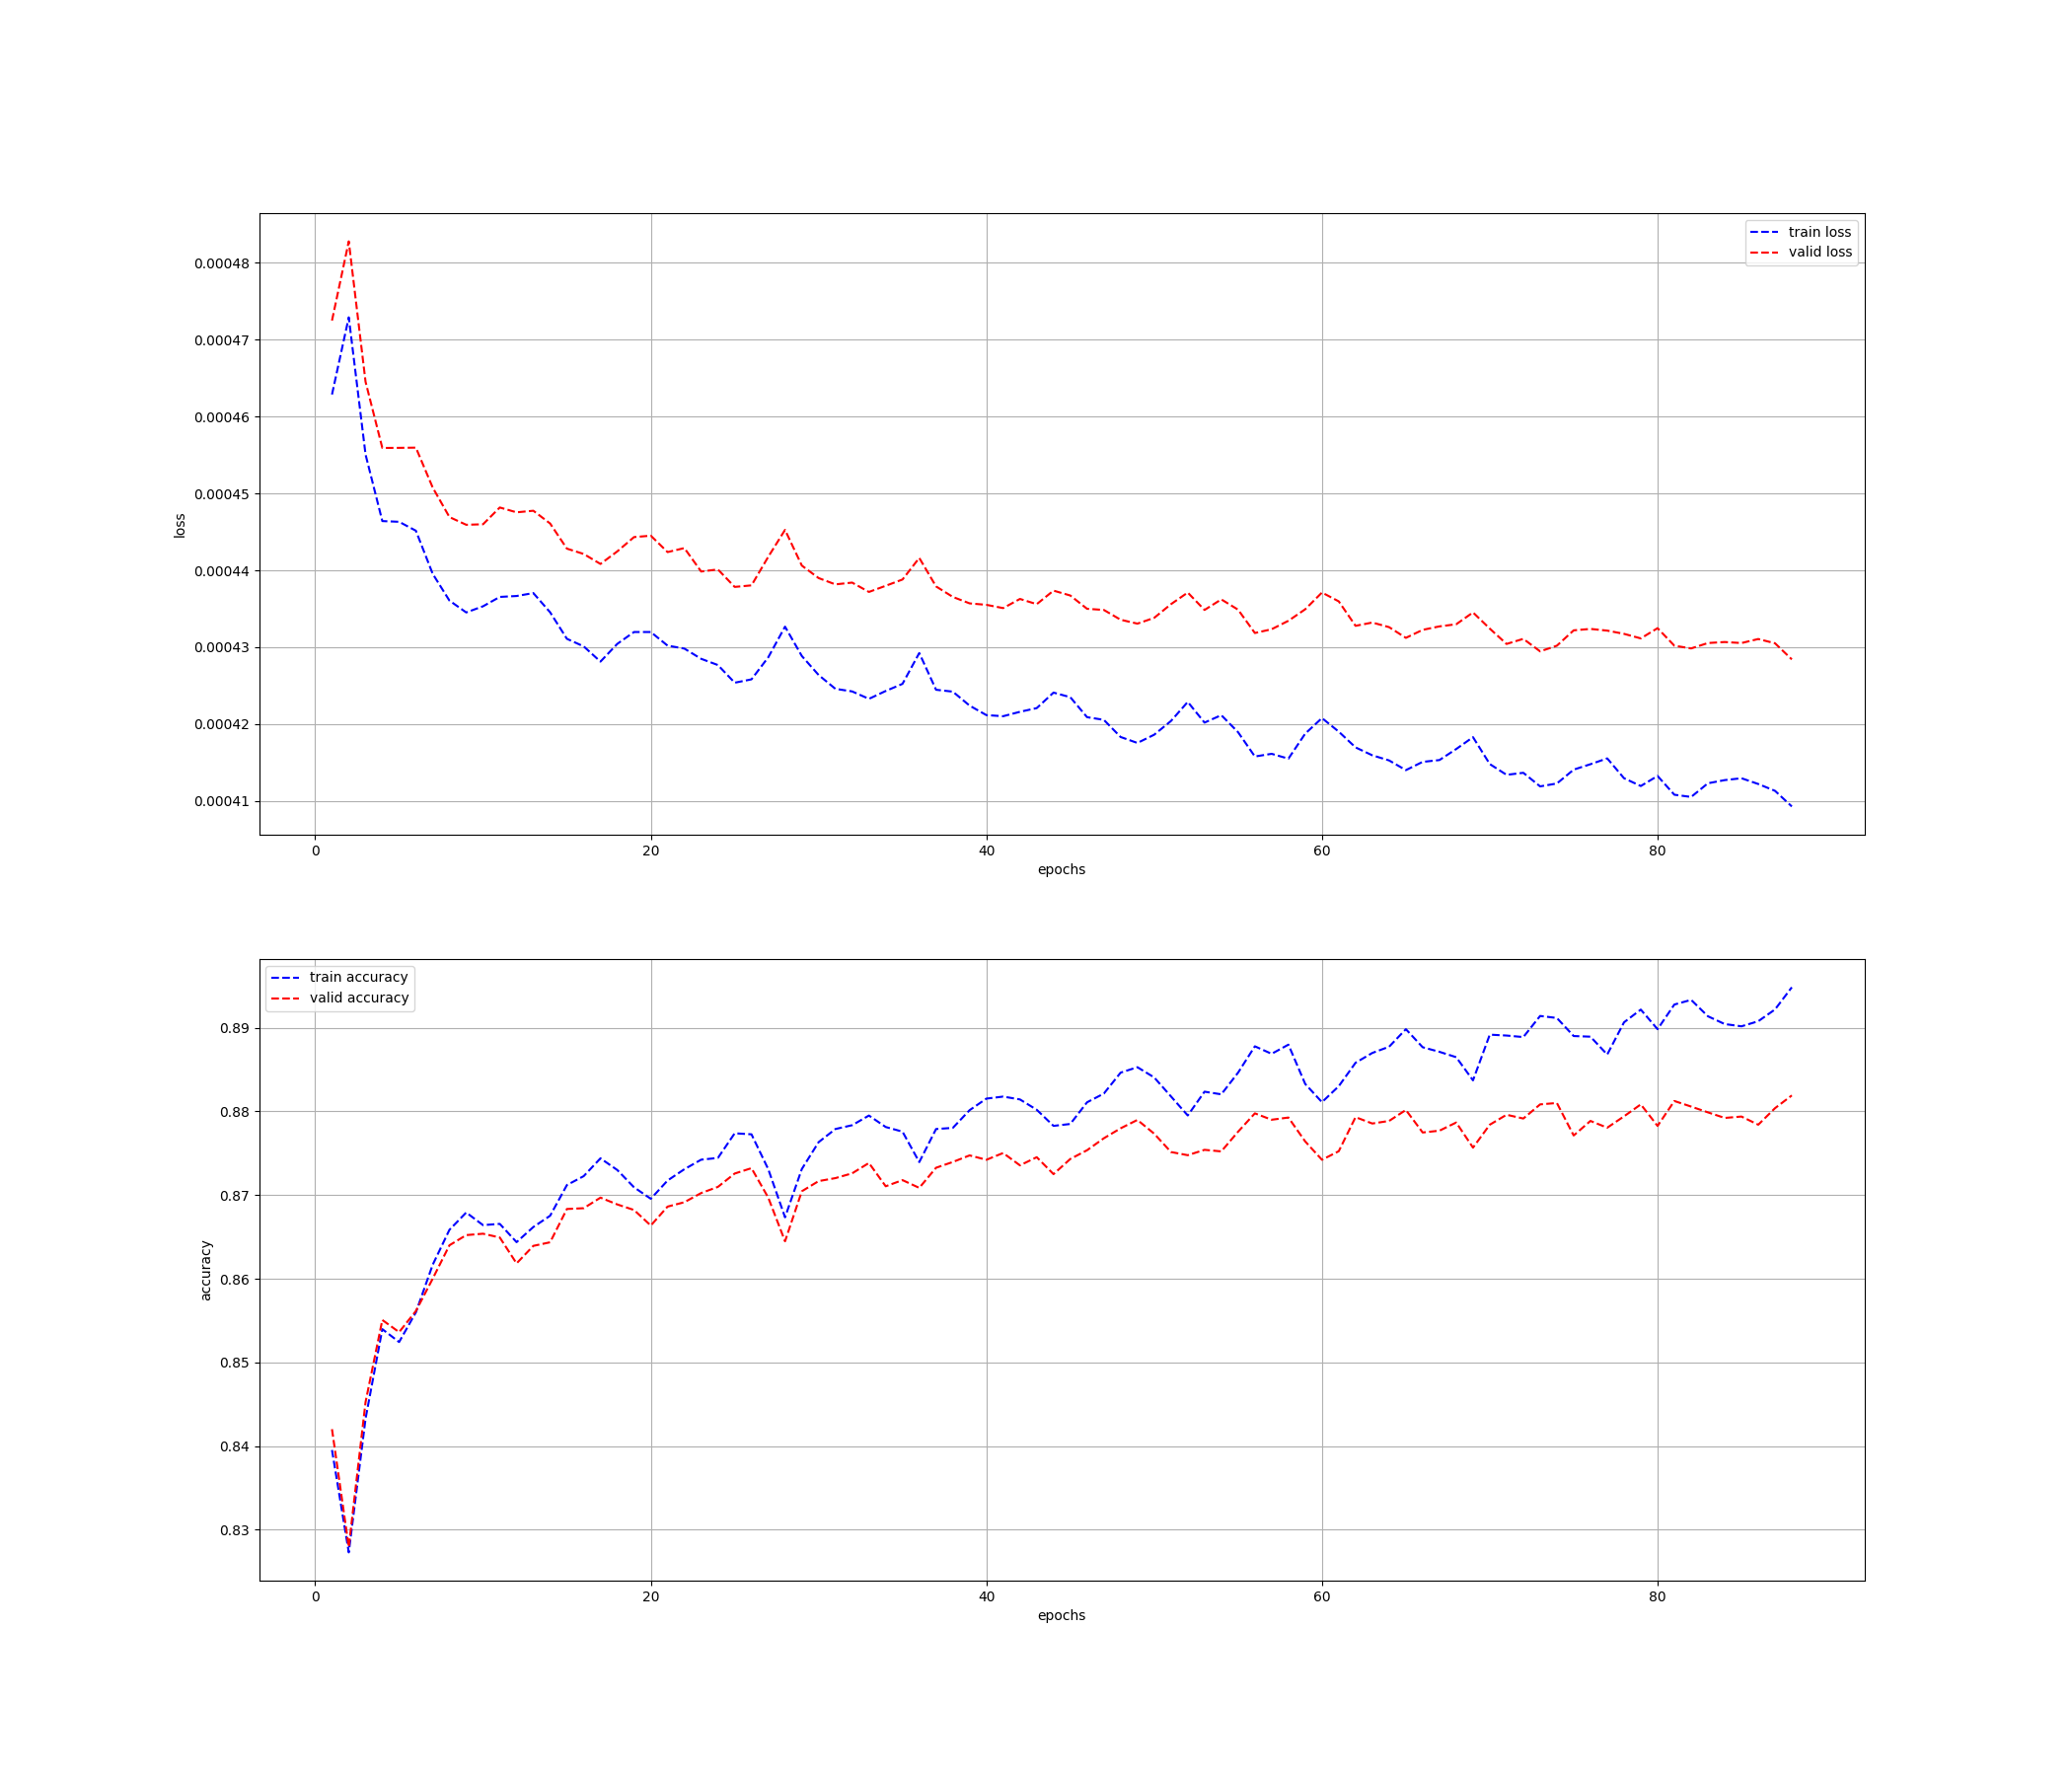 train loss
valid loss
0.00048
0.00047
0.00046
0.00045
0.00044
0.00043
0.00042
0.00041
loss
0 20 40 60 80
epochs
train accuracy
valid accuracy
0.89
0.88
0.87
0.86
0.85
0.84
0.83
accuracy
0 20 40 60 80
epochs